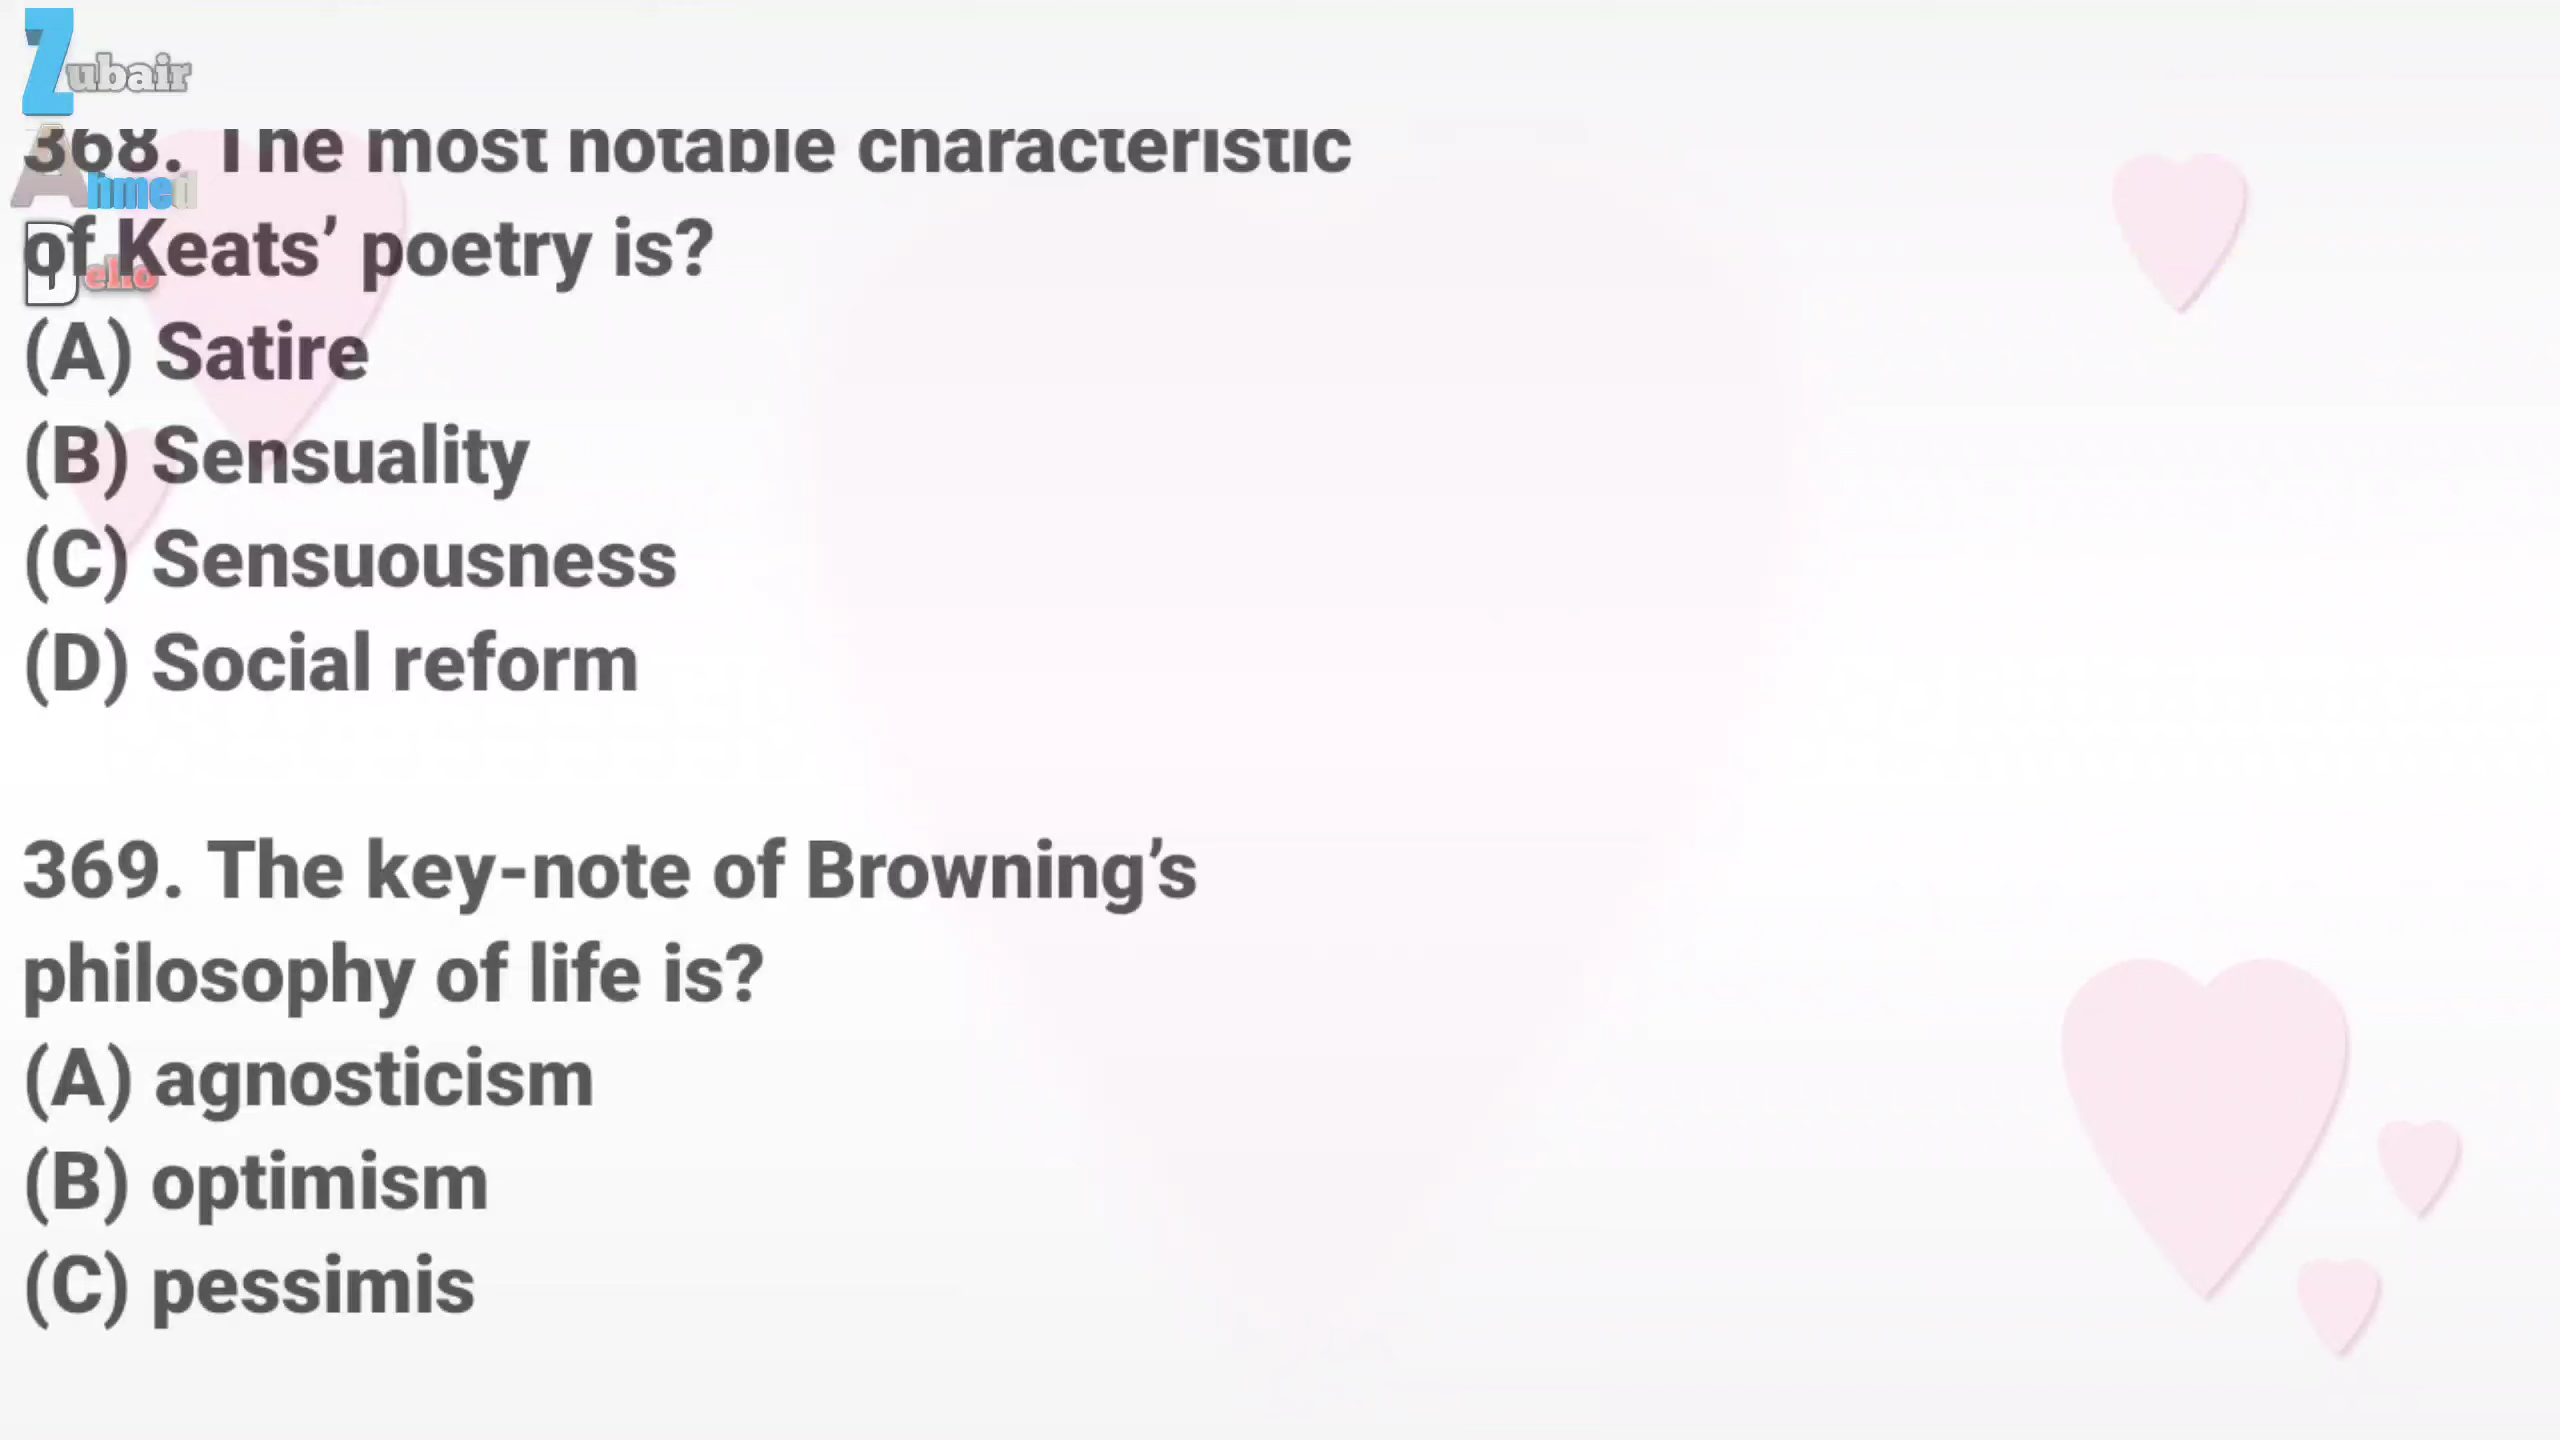 Zubair
Ahmed
368. The most notable characteristic
of Keats’ poetry is?
(A) Satire
(B) Sensuality
(C) Sensuousness
(D) Social reform
369. The key-note of Browning’s
philosophy of life is?
(A) agnosticism
(B) optimism
(C) pessimis